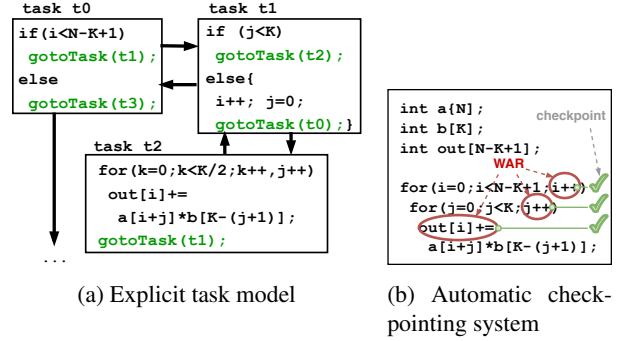 task t0
if(i<N-K+1)
gotoTask(t1);
else
gotoTask(t3);
task t1
if (j<K)
gotoTask(t2);
else{
i++; j=0;
gotoTask(t0);}
task t2
for(k=0;k<K/2;k++,j++)
out[i]+=
a[i+j]*b[K-(j+1)];
gotoTask(t1);
...
(a) Explicit task model
int a{N];
int b[K];
int out[N-K+1];
checkpoint
WAR
for(i=0;i<N-K+1;i++)
for(j=0;j<K;j++)
out[i]+=
a[i+j]*b[K-(j+1)];
(b) Automatic check-
pointing system